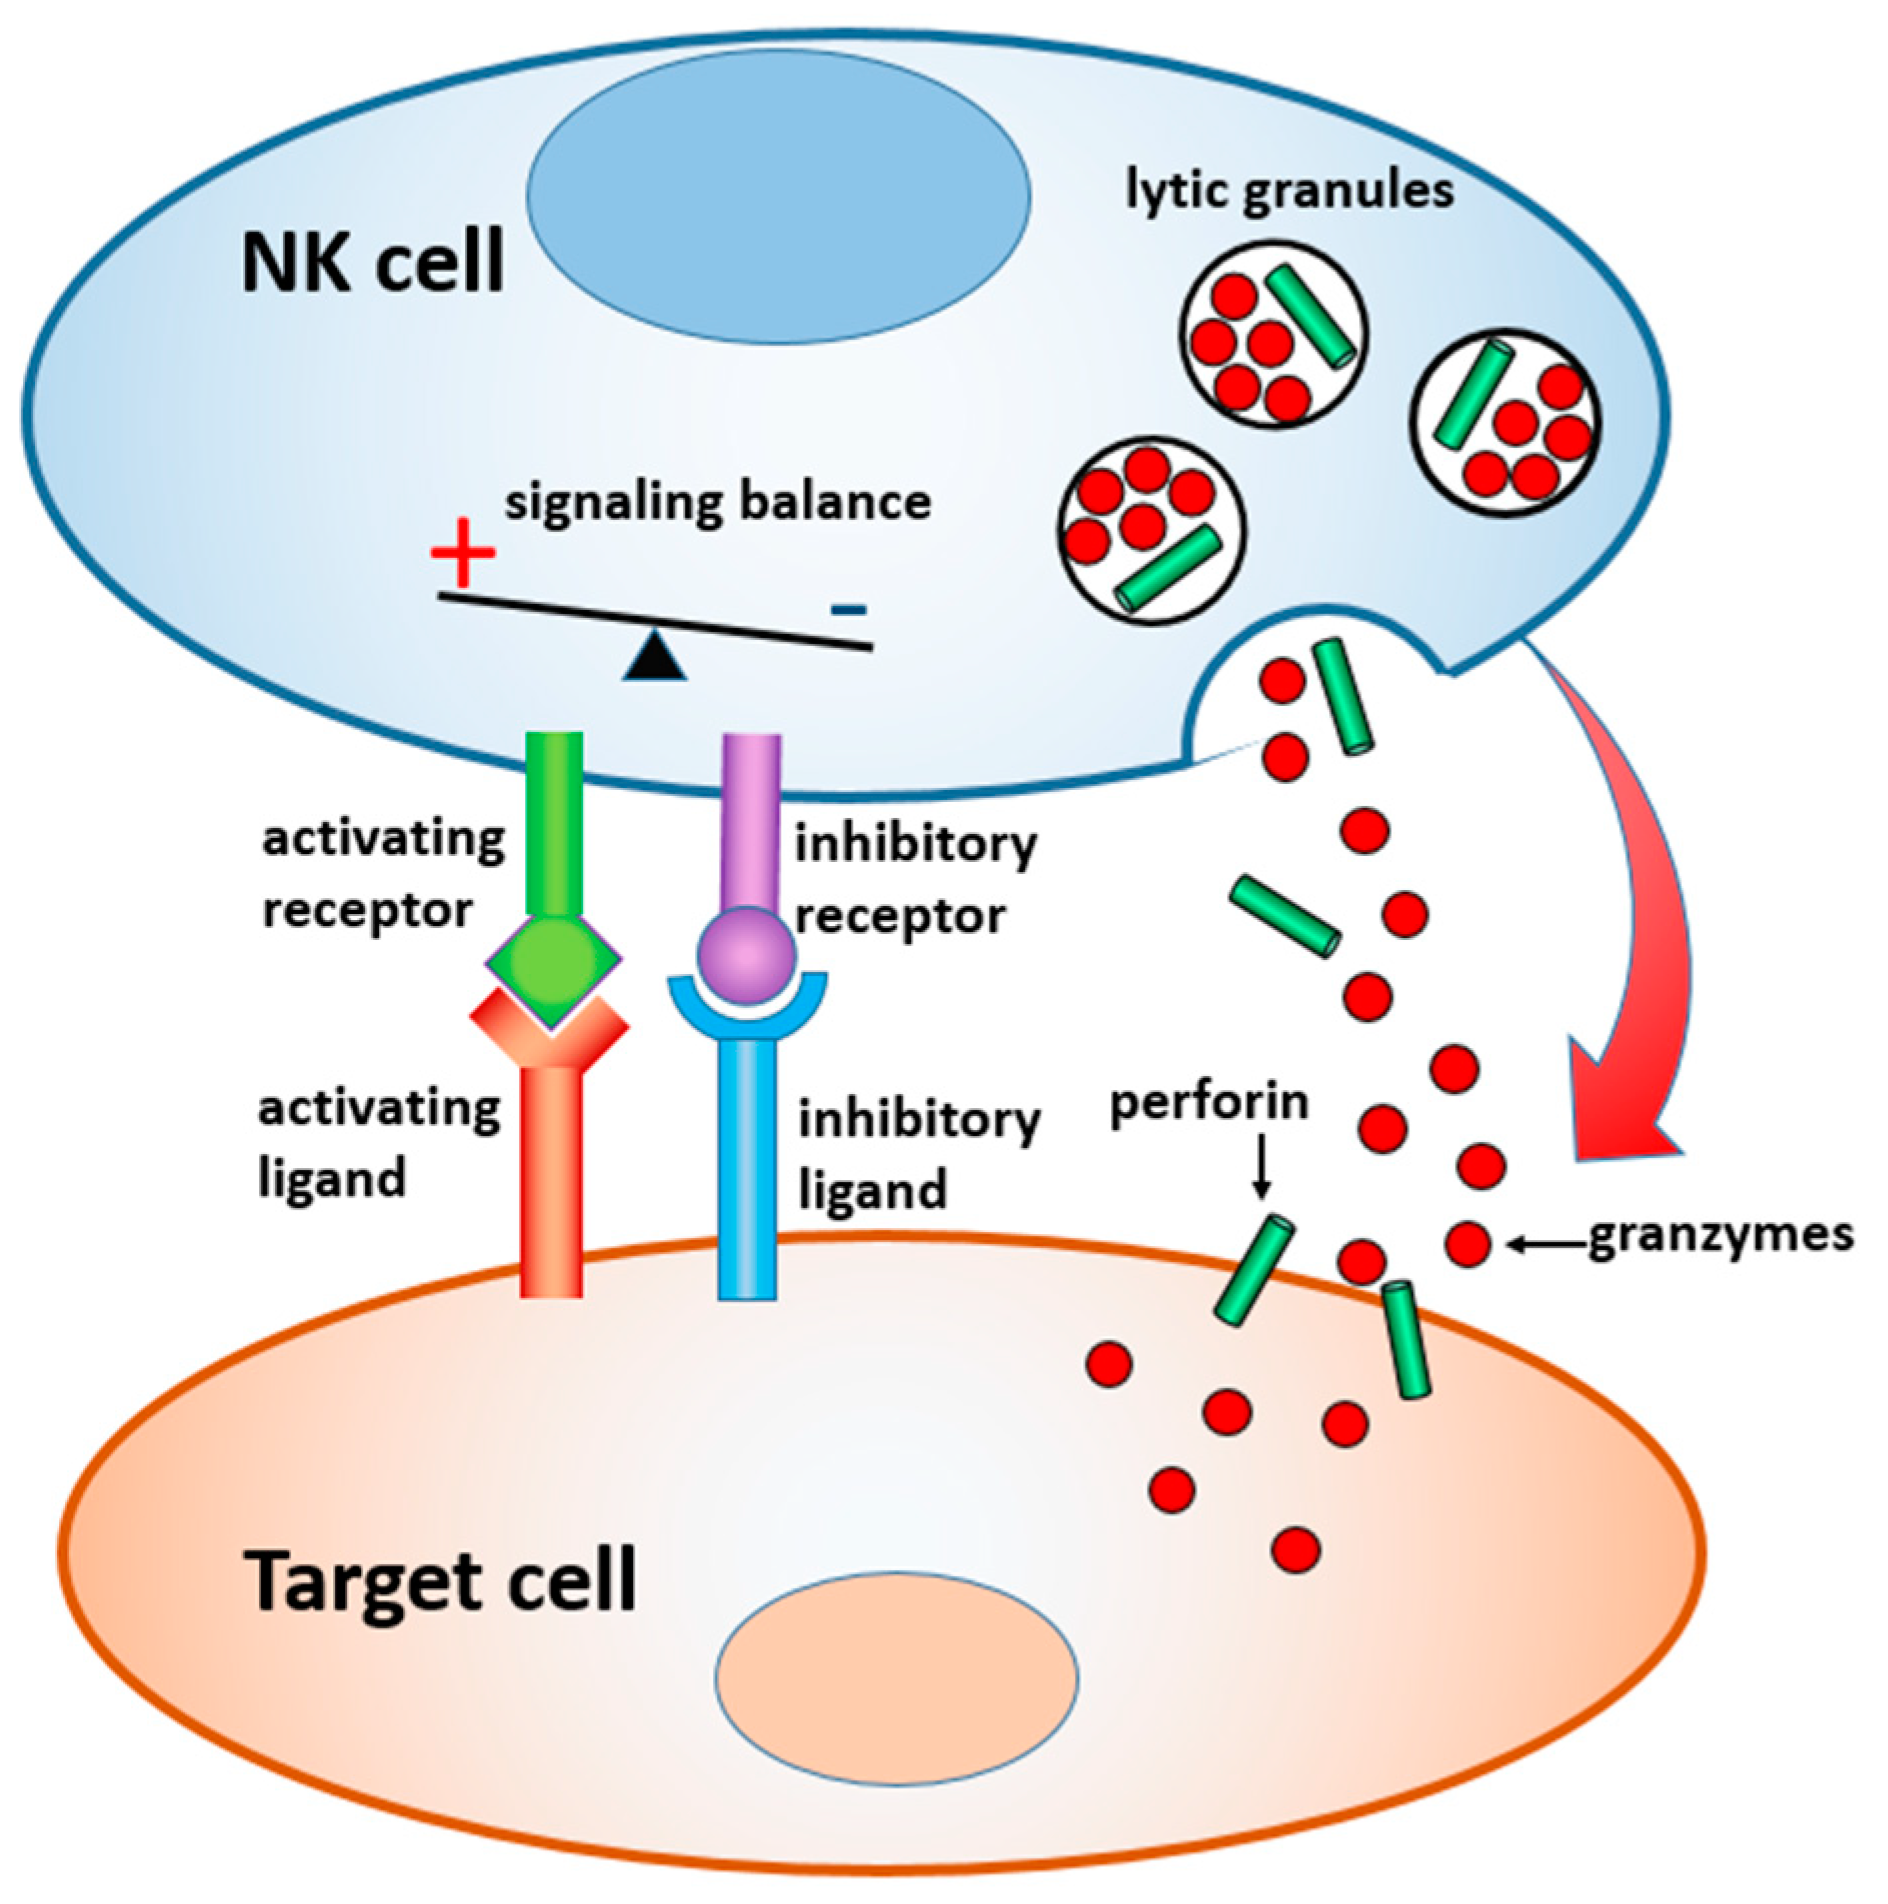 lytic granules
NK cell
signaling balance
+
-
activating
receptor
inhibitory
receptor
activating
ligand
inhibitory
ligand
perforin
granzymes
Target cell